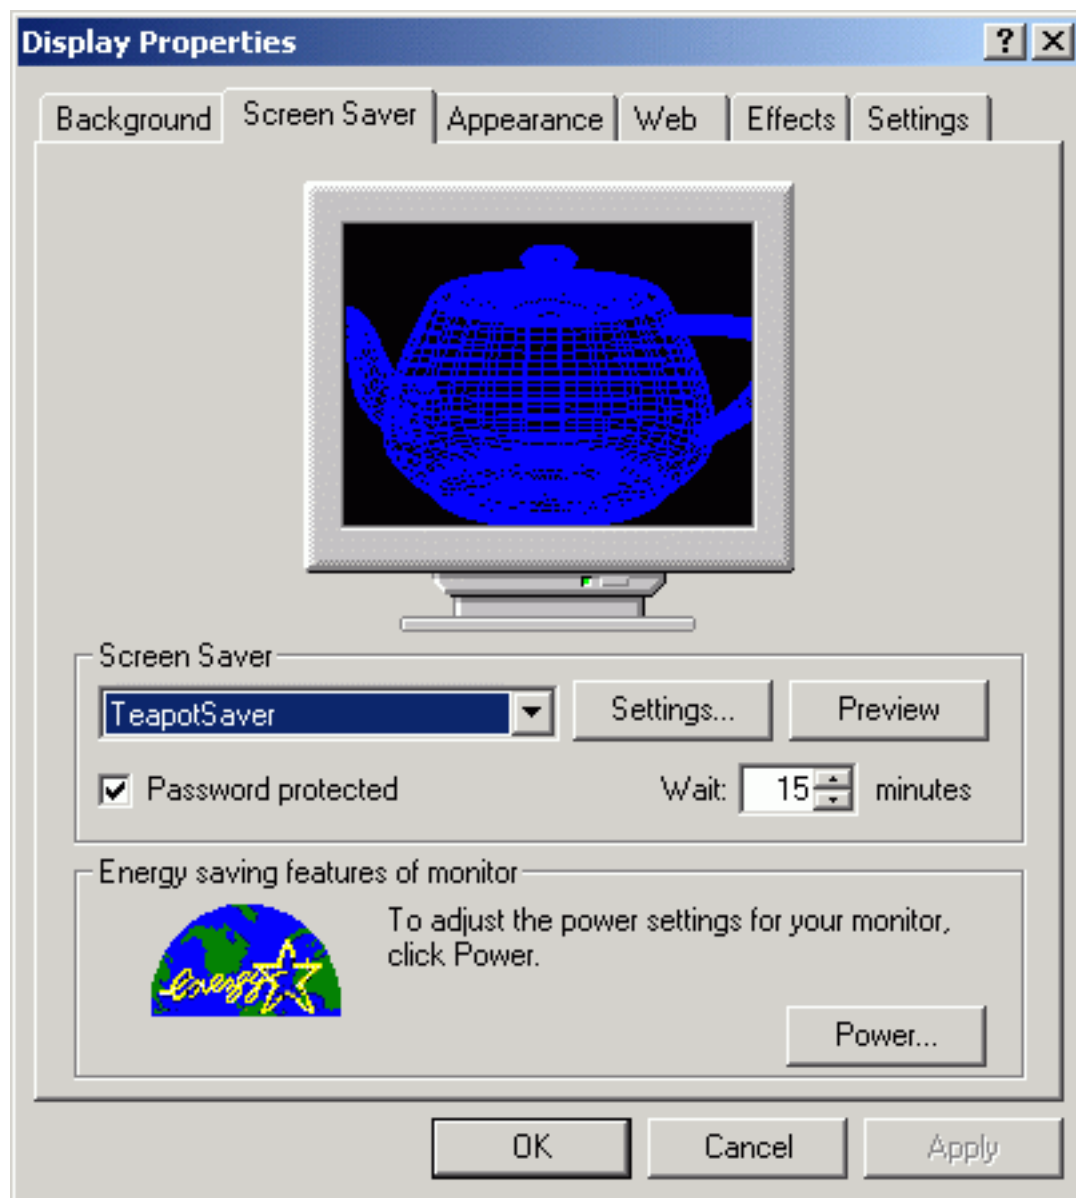 Display Properties
Background Screen Saver Appearance Web Effects Settings
Screen Saver
TeapotSaver Settings... Preview
Password protected Wait: 15 minutes
Energy saving features of monitor
To adjust the power settings for your monitor,
click Power.
energy
Power...
OK Cancel Apply